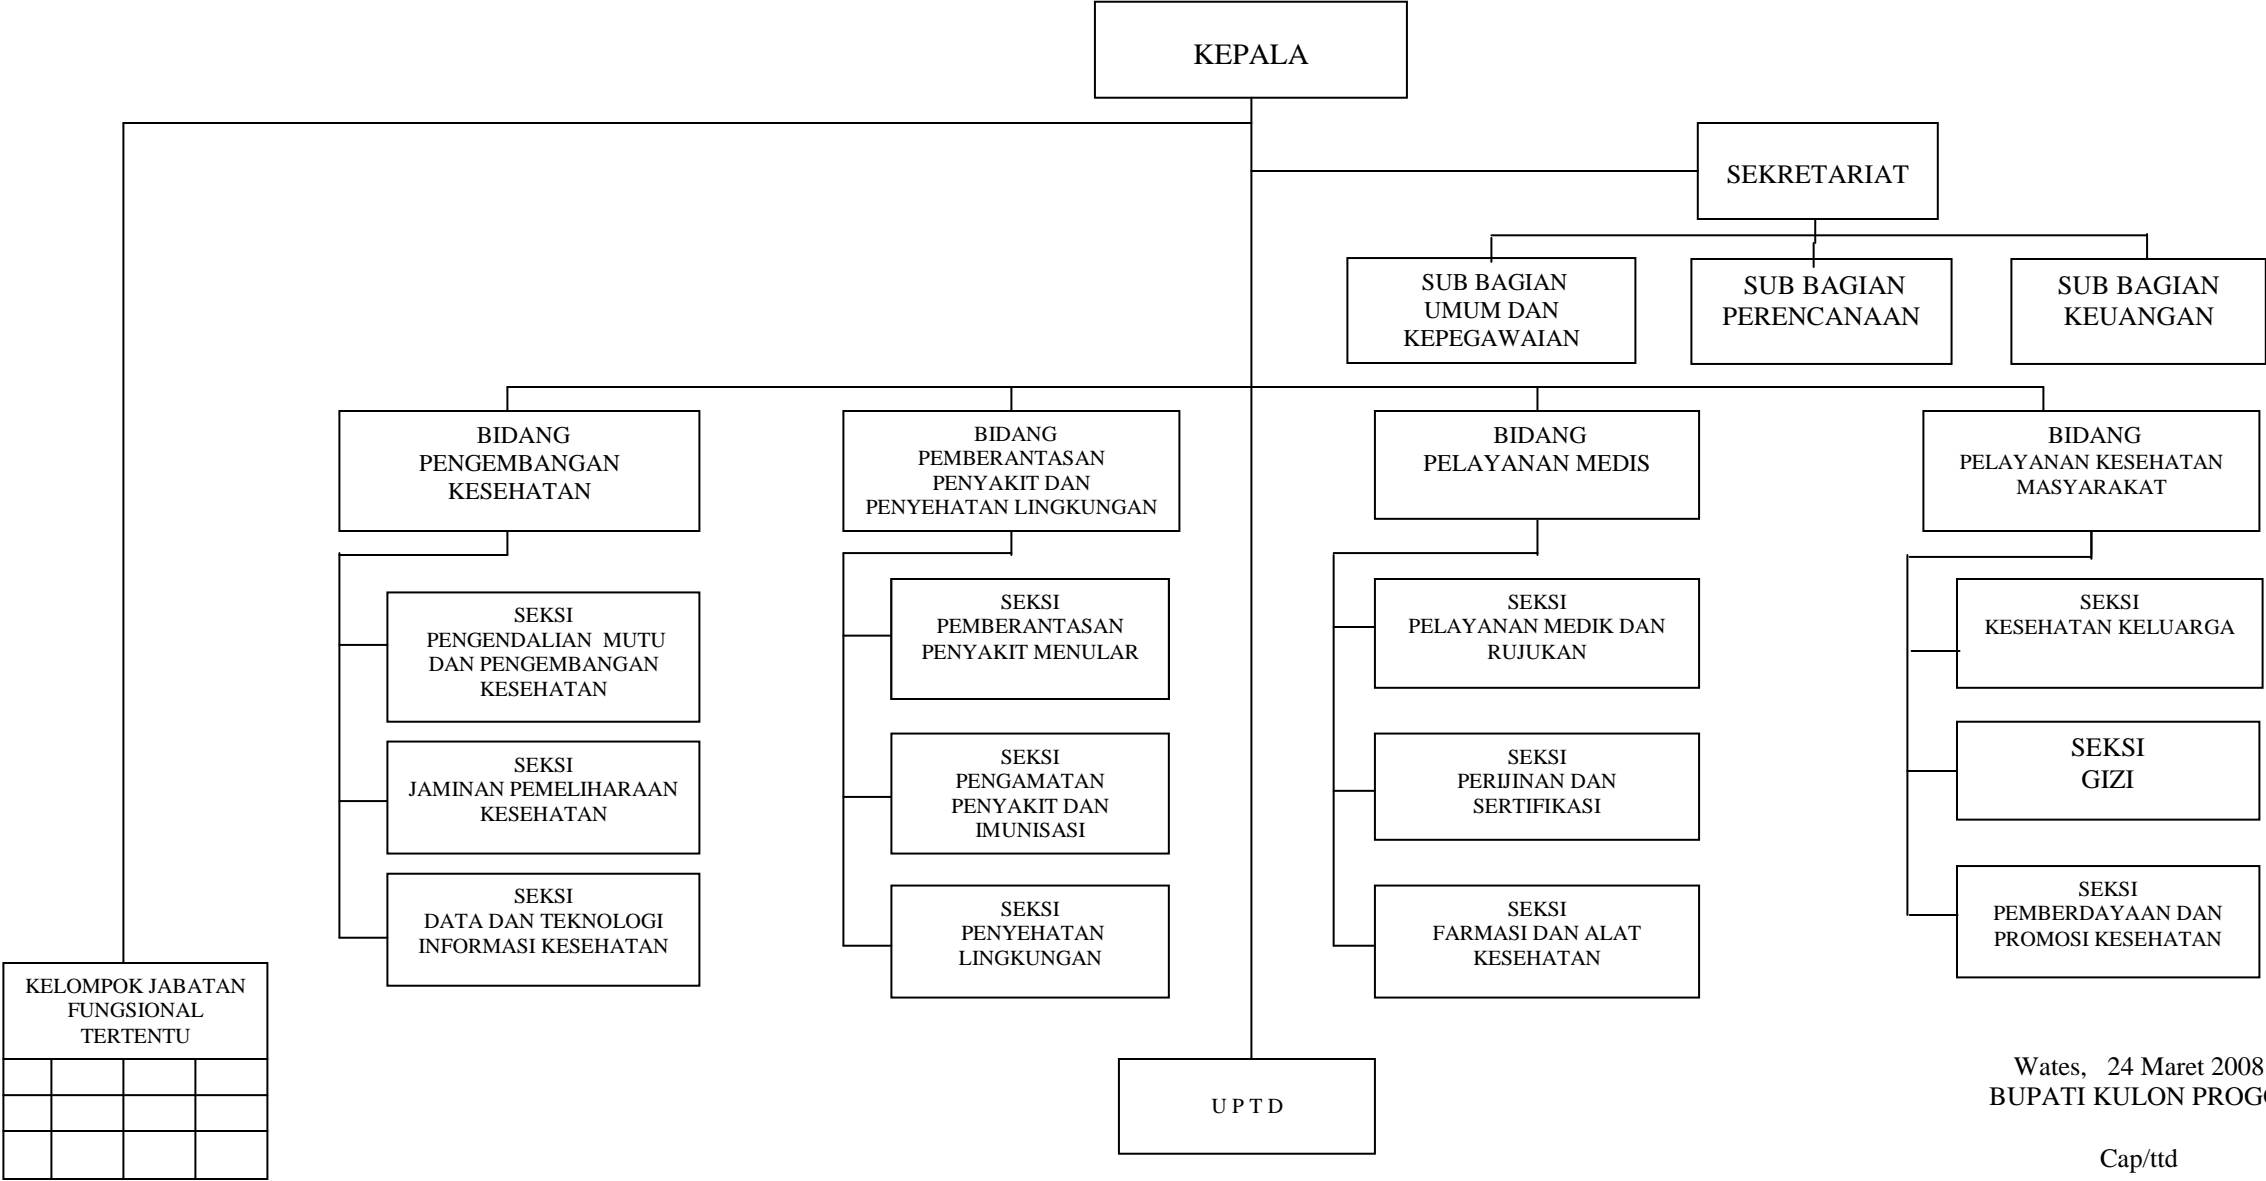 KEPALA
SEKRETARIAT
SUB BAGIAN
UMUM DAN
KEPEGAWAIAN
SUB BAGIAN
PERENCANAAN
SUB BAGIAN
KEUANGAN
BIDANG
PENGEMBANGAN
KESEHATAN
BIDANG
PEMBERANTASAN
PENYAKIT DAN
PENYEHATAN LINGKUNGAN
BIDANG
PELAYANAN MEDIS
BIDANG
PELAYANAN KESEHATAN
MASYARAKAT
SEKSI
PENGENDALIAN MUTU
DAN PENGEMBANGAN
KESEHATAN
SEKSI
JAMINAN PEMELIHARAAN
KESEHATAN
SEKSI
DATA DAN TEKNOLOGI
INFORMASI KESEHATAN
SEKSI
PEMBERANTASAN
PENYAKIT MENULAR
SEKSI
PENGAMATAN
PENYAKIT DAN
IMUNISASI
SEKSI
PENYEHATAN
LINGKUNGAN
SEKSI
PELAYANAN MEDIK DAN
RUJUKAN
SEKSI
PERIJINAN DAN
SERTIFIKASI
SEKSI
FARMASI DAN ALAT
KESEHATAN
SEKSI
KESEHATAN KELUARGA
SEKSI
GIZI
SEKSI
PEMBERDAYAAN DAN
PROMOSI KESEHATAN
KELOMPOK JABATAN
FUNGSIONAL
TERTENTU
U P T D
Wates, 24 Maret 2008
BUPATI KULON PROGO
Cap/ttd